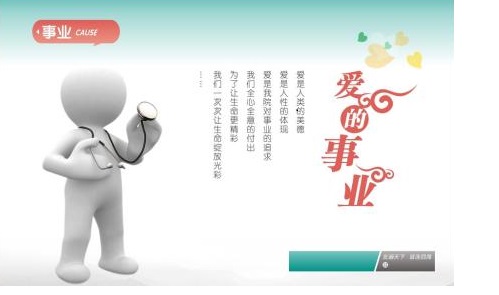 事业 CAUSE
爱的事业
爱是人类的美德
爱是人性的体现
爱是我院对事业的追求
我们全心全意的付出
为了让生命更精彩
我们一次次让生命绽放光彩
……